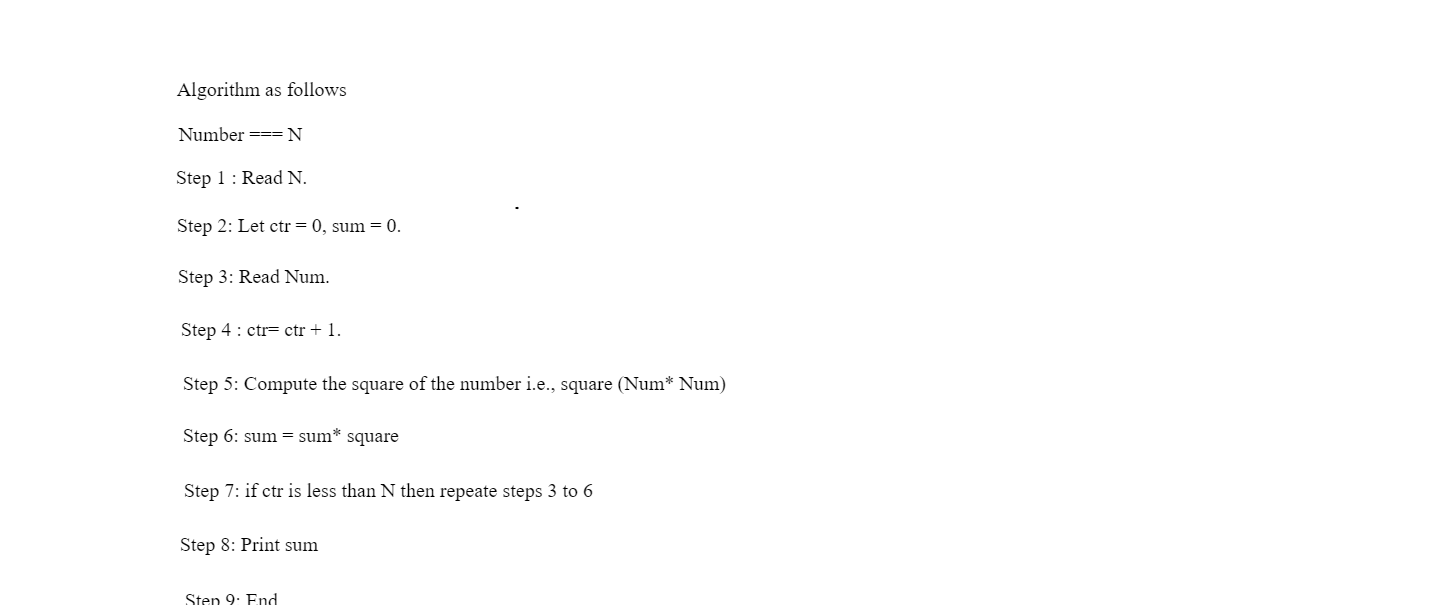 Algorithm as follows
Number === N
Step 1 : Read N.
Step 2: Let ctr = 0, sum = 0.
Step 3: Read Num.
Step 4 : ctr= ctr + 1.
Step 5: Compute the square of the number i.e., square (Num* Num)
Step 6: sum = sum* square
Step 7: if ctr is less than N then repeate steps 3 to 6
Step 8: Print sum
Step 9: End